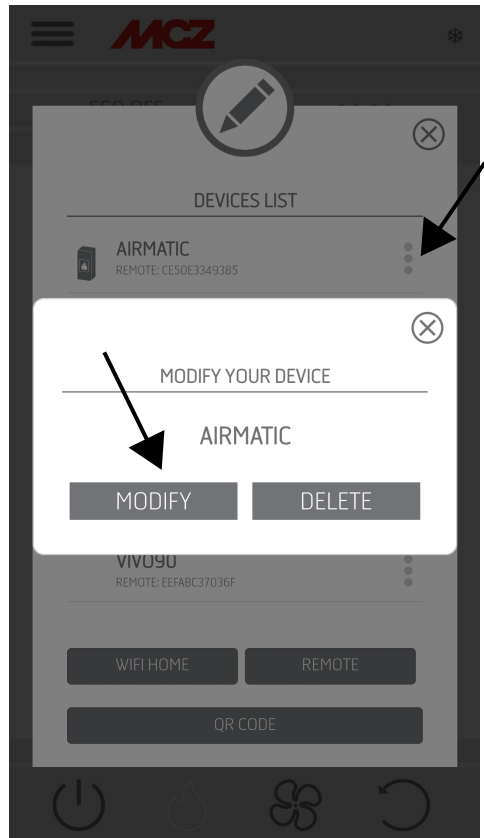 MCZ
DEVICES LIST
AIRMATIC
REMOTE: CE50E3349385
MODIFY YOUR DEVICE
AIRMATIC
MODIFY
DELETE
VIVO90
REMOTE: EEFABC37036F
WIFI HOME
REMOTE
QR CODE